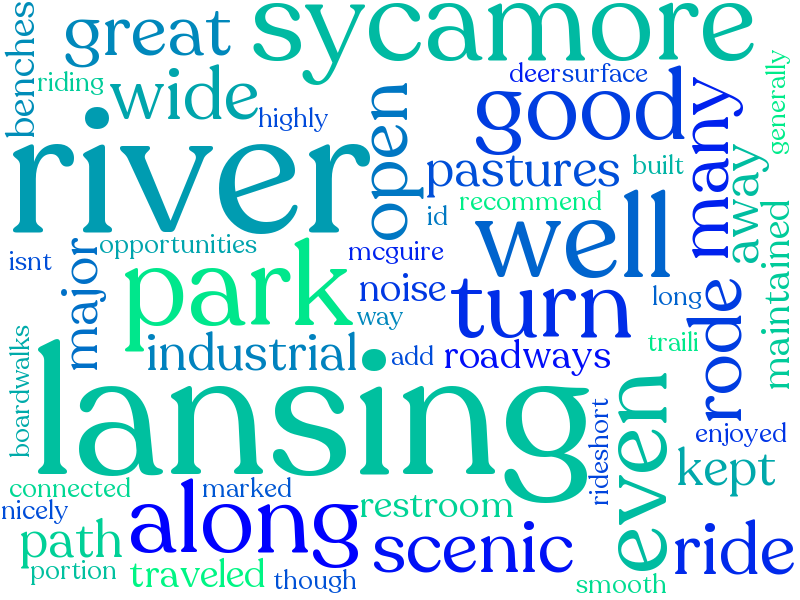 benches
great
sycamore
riding
wide
highly
deer
surface
good
many
generally
river
open
pastures
built
recommend
id
away
isnt
major
opportunities
mcguire
well
maintained
park
noise
way
turn
long
rode
boardwalks
industrial
add
roadways
traili
lansing
rideshort
even
enjoyed
kept
connected
marked
nicely
along
restroom
path
scenic
ride
portion
traveled
though
smooth